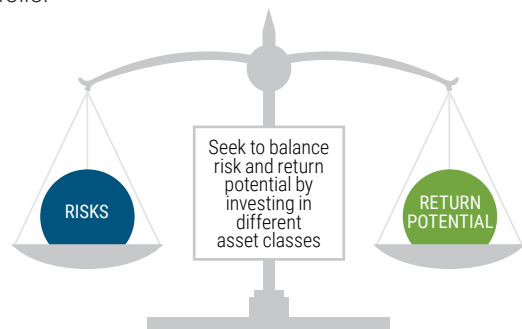 Seek to balance
risk and return
potential by
investing in
different
asset classes
RISKS
RETURN
POTENTIAL